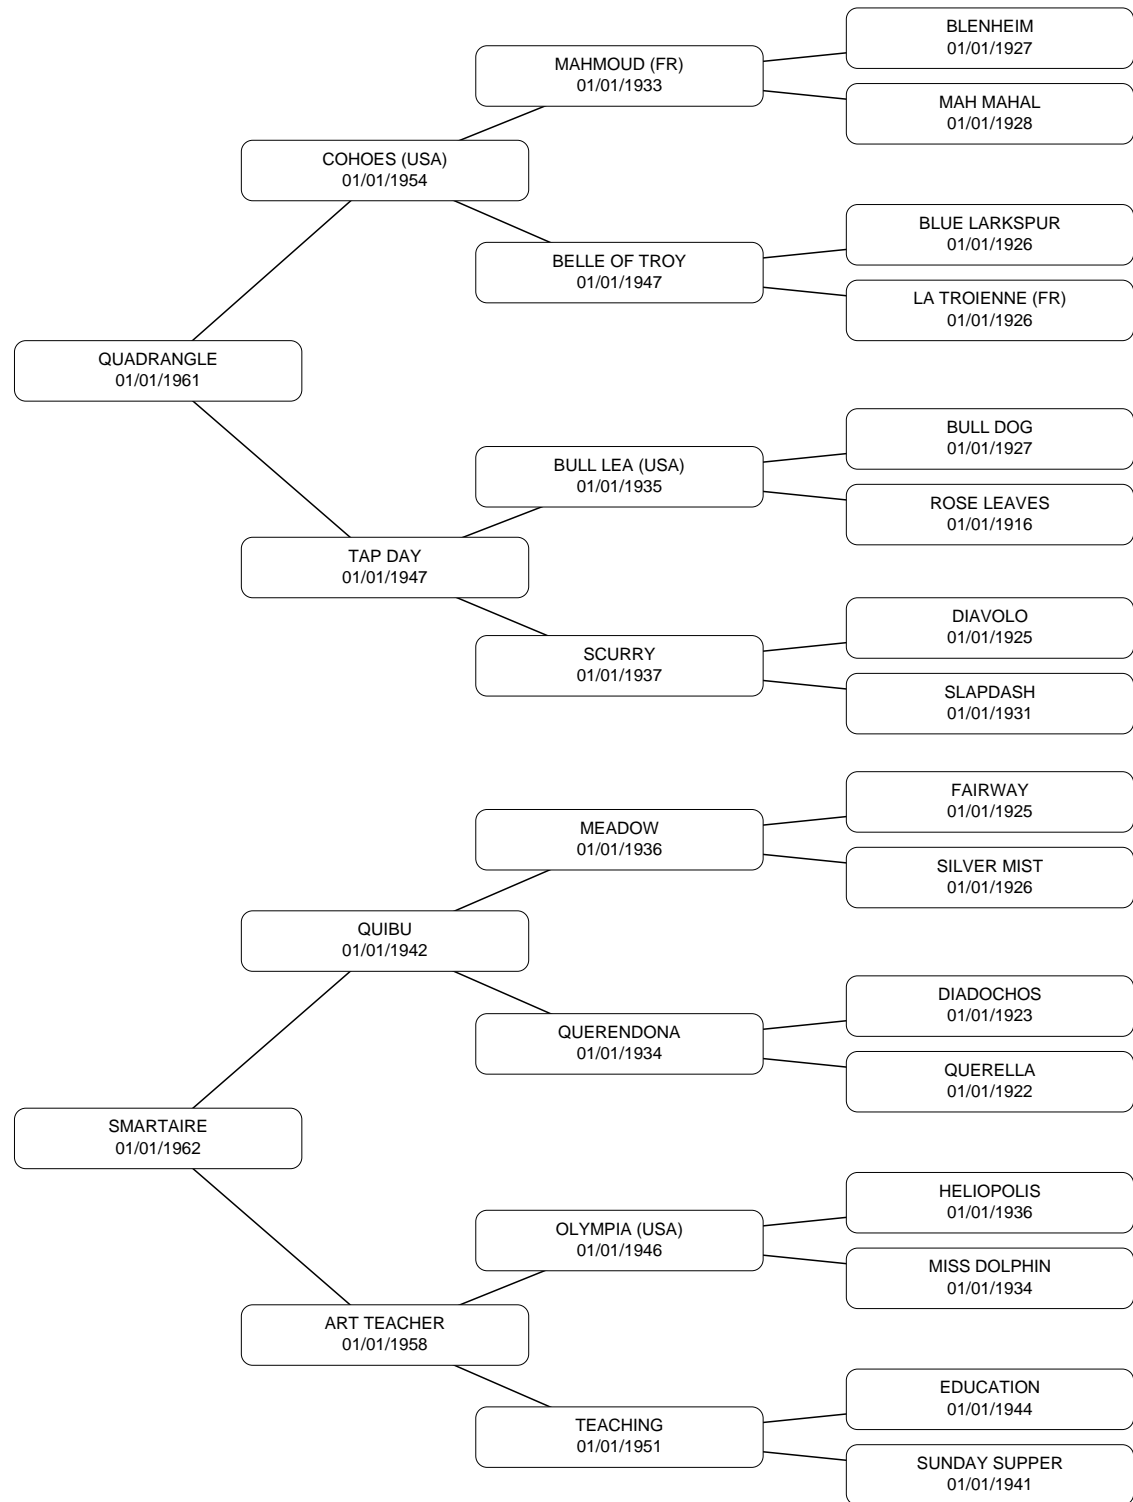 BLENHEIM
01/01/1927
MAHMOUD (FR)
01/01/1933
MAH MAHAL
01/01/1928
COHOES (USA)
01/01/1954
BLUE LARKSPUR
01/01/1926
BELLE OF TROY
01/01/1947
LA TROIENNE (FR)
01/01/1926
QUADRANGLE
01/01/1961
BULL DOG
01/01/1927
BULL LEA (USA)
01/01/1935
ROSE LEAVES
01/01/1916
TAP DAY
01/01/1947
DIAVOLO
01/01/1925
SCURRY
01/01/1937
SLAPDASH
01/01/1931
FAIRWAY
01/01/1925
MEADOW
01/01/1936
SILVER MIST
01/01/1926
QUIBU
01/01/1942
DIADOCHOS
01/01/1923
QUERENDONA
01/01/1934
QUERELLA
01/01/1922
SMARTAIRE
01/01/1962
HELIOPOLIS
01/01/1936
OLYMPIA (USA)
01/01/1946
MISS DOLPHIN
01/01/1934
ART TEACHER
01/01/1958
EDUCATION
01/01/1944
TEACHING
01/01/1951
SUNDAY SUPPER
01/01/1941